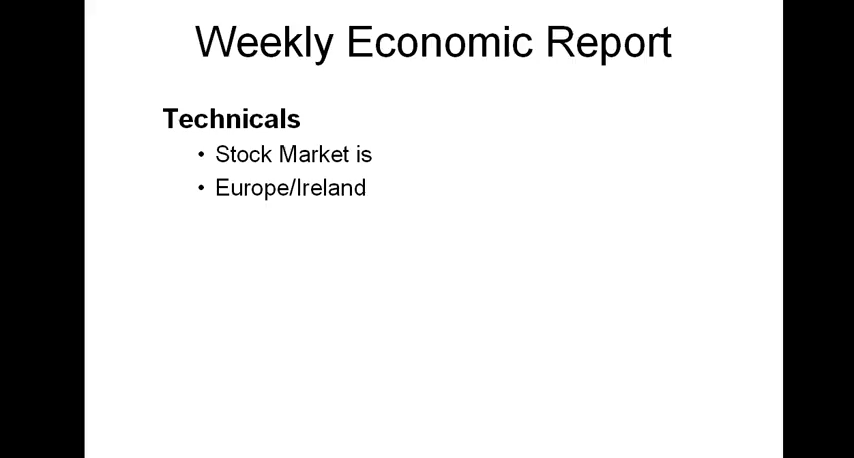 Weekly Economic Report
Technicals
• Stock Market is
• Europe/Ireland